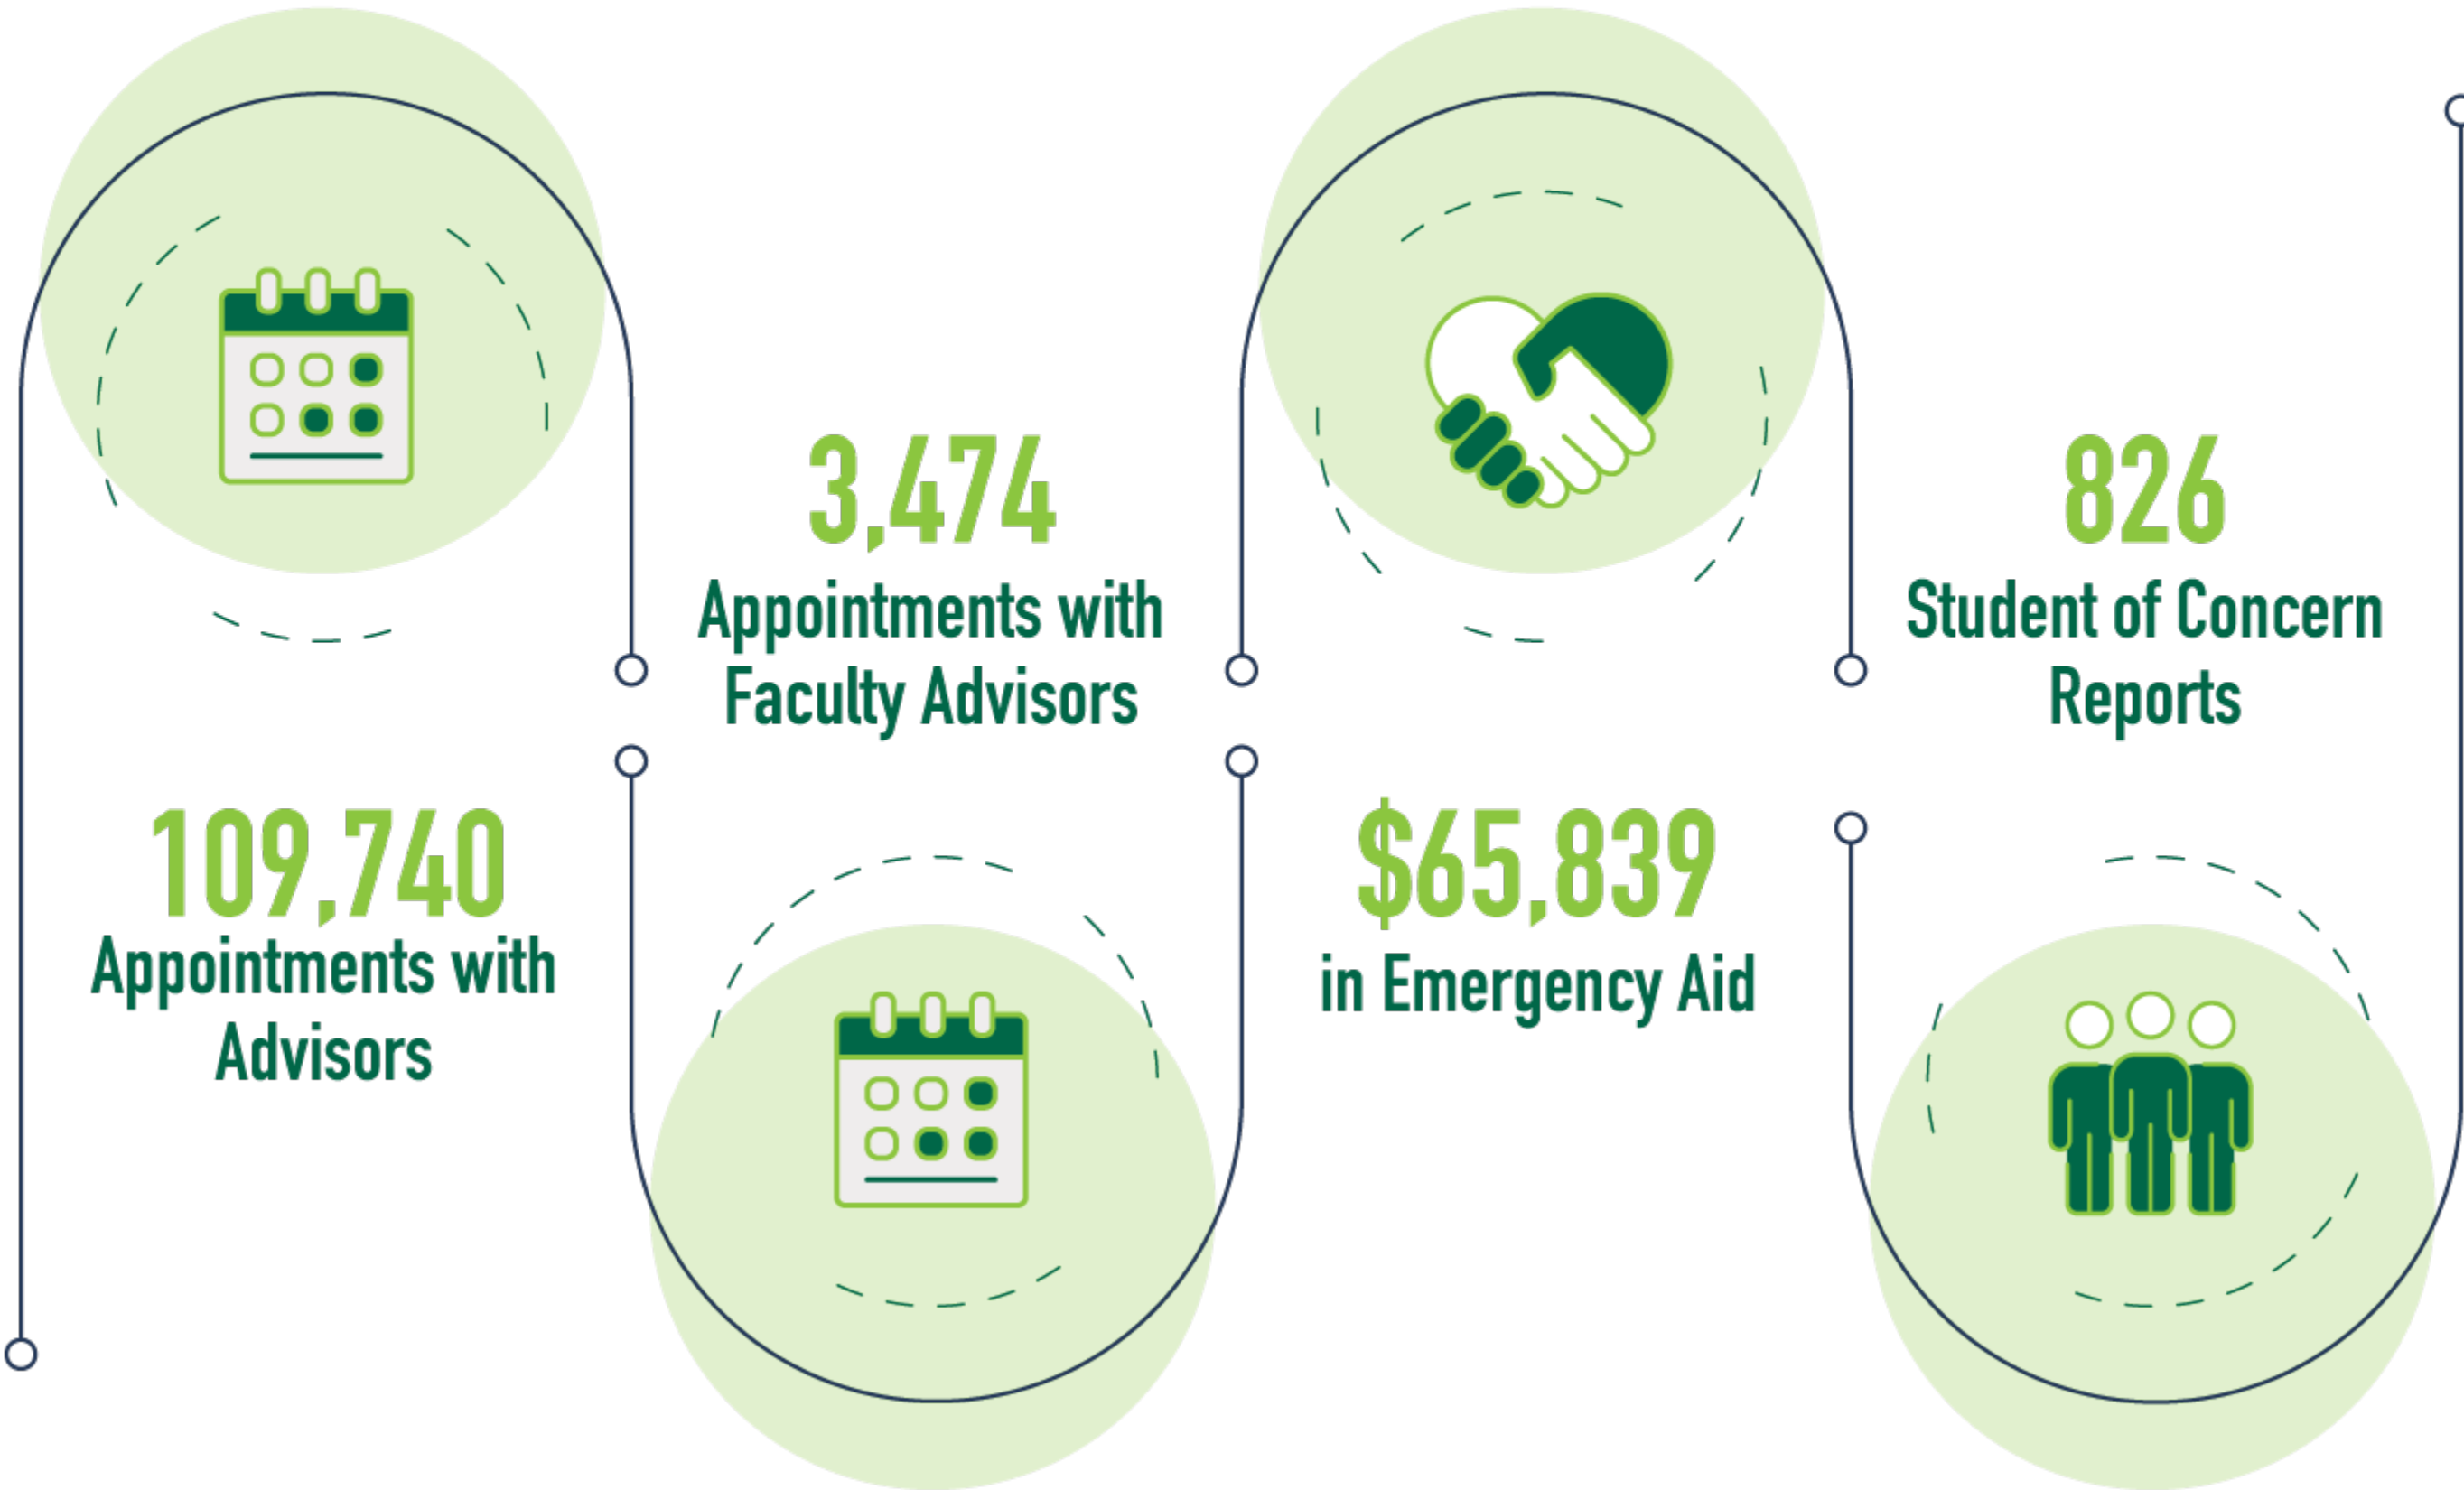 109,740
Appointments with
Advisors
3,474
Appointments with
Faculty Advisors
$65,839
in Emergency Aid
826
Student of Concern
Reports